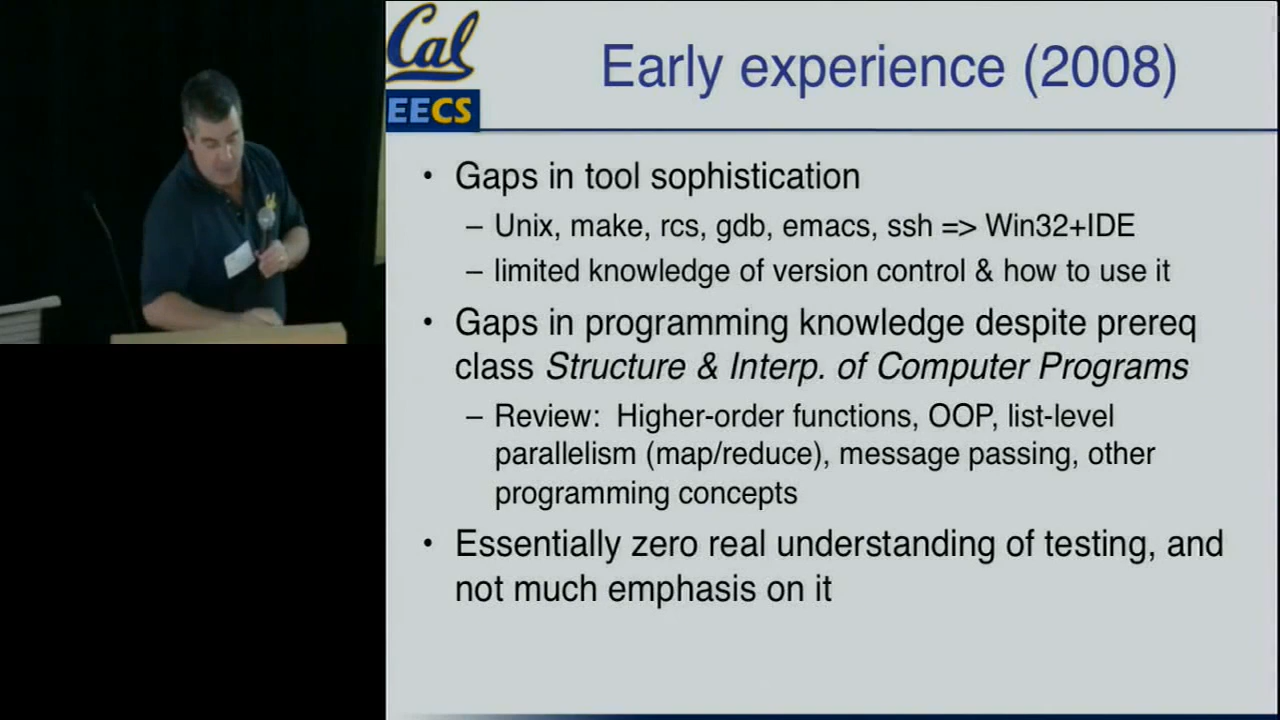 Cal
EECS
Early experience (2008)
• Gaps in tool sophistication
– Unix, make, rcs, gdb, emacs, ssh => Win32+IDE
– limited knowledge of version control & how to use it
• Gaps in programming knowledge despite prereq
class Structure & Interp. of Computer Programs
– Review: Higher-order functions, OOP, list-level
parallelism (map/reduce), message passing, other
programming concepts
• Essentially zero real understanding of testing, and
not much emphasis on it